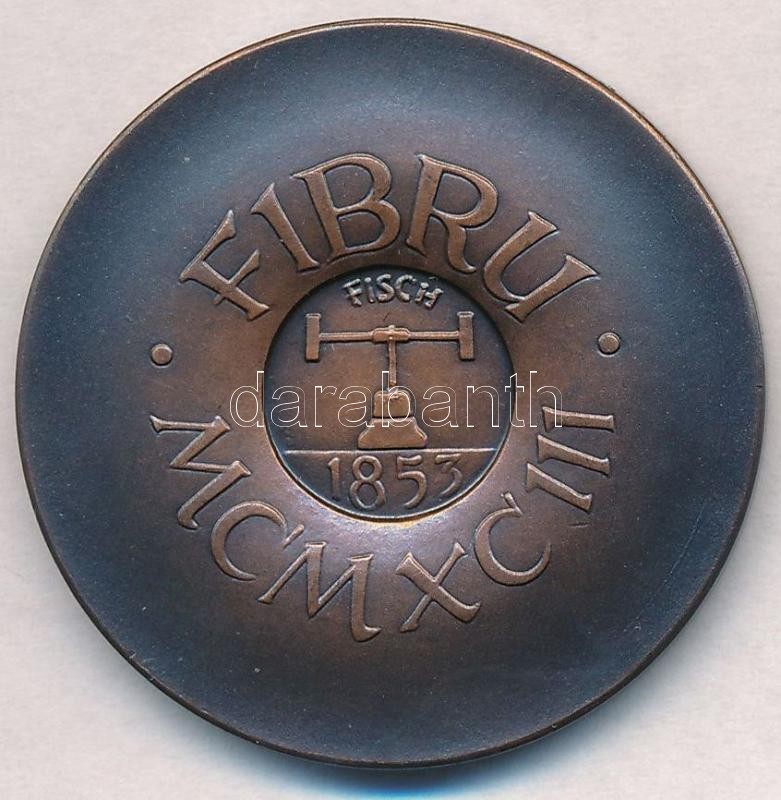 FIBRU
FISCH
darabanth
1853
· MCMXCIII ·